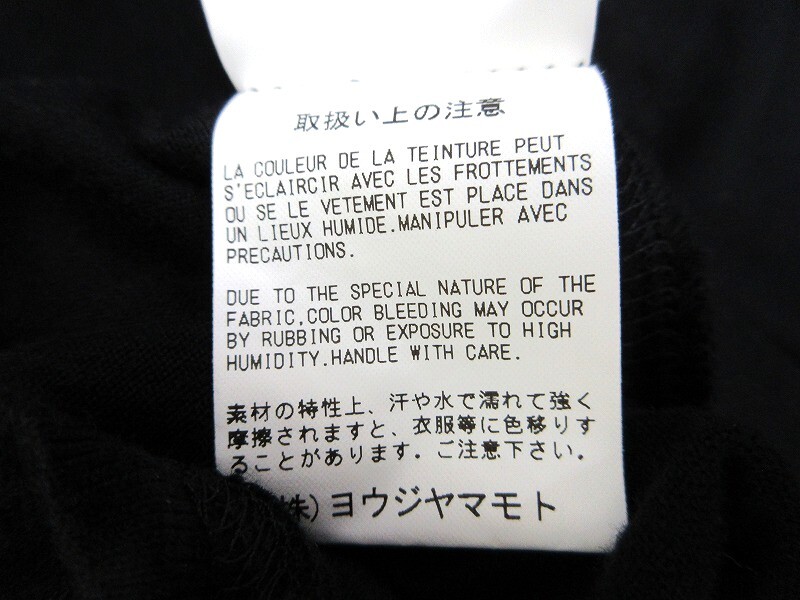 取扱い上の注意
LA COULEUR DE LA TEINTURE PEUT
S'ECLAIRCIR AVEC LES FROTTEMENTS
OU SE LE VETEMENT EST PLACE DANS
UN LIEUX HUMIDE.MANIPULER AVEC
PRECAUTIONS.
DUE TO THE SPECIAL NATURE OF THE
FABRIC,COLOR BLEEDING MAY OCCUR
BY RUBBING OR EXPOSURE TO HIGH
HUMIDITY.HANDLE WITH CARE.
素材の特性上、汗や水で濡れて強く
摩擦されますと、衣服等に色移りす
ることがあります。ご注意下さい。
株)ヨウジヤマモト